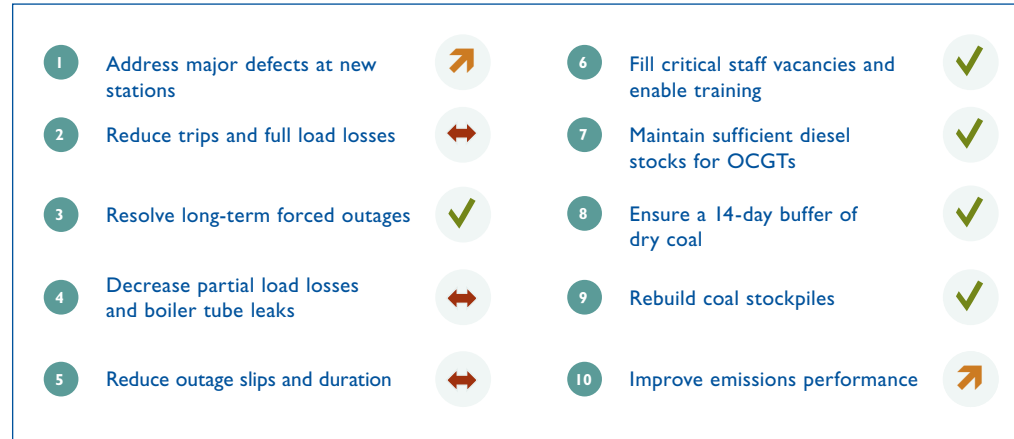 1
Address major defects at new
stations
2
Reduce trips and full load losses
3
Resolve long-term forced outages
4
Decrease partial load losses
and boiler tube leaks
5
Reduce outage slips and duration
6
Fill critical staff vacancies and
enable training
7
Maintain sufficient diesel
stocks for OCGTs
8
Ensure a 14-day buffer of
dry coal
9
Rebuild coal stockpiles
10
Improve emissions performance